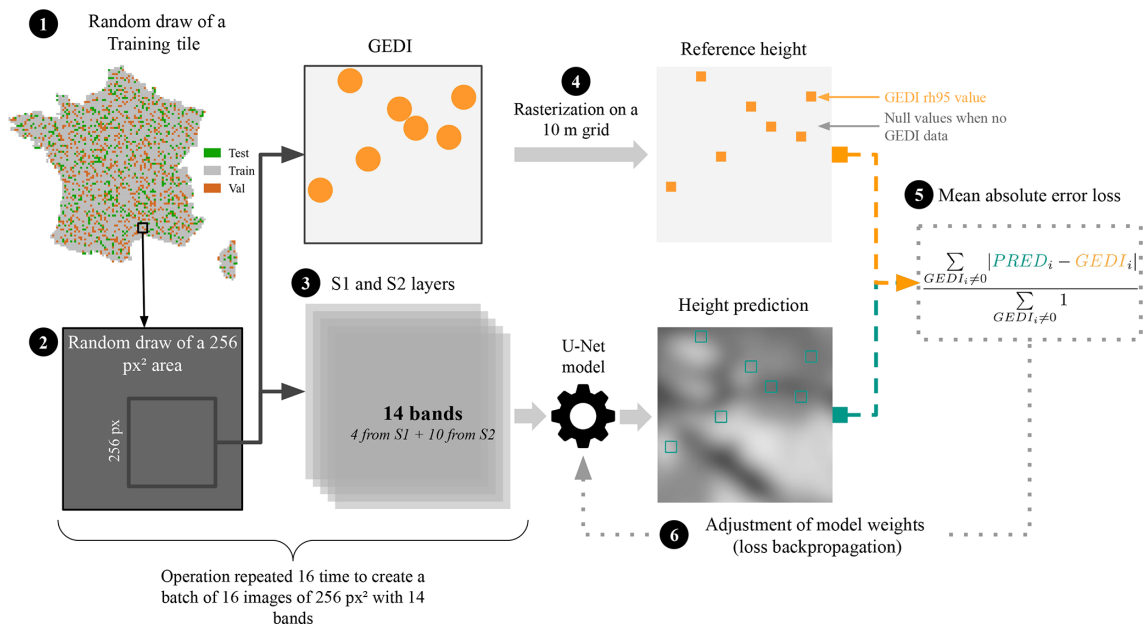 1
Random draw of a
Training tile
Test
Train
Val
GEDI
4
Rasterization on a
10 m grid
Reference height
GEDI rh95 value
Null values when no
GEDI data
5 Mean absolute error loss
∑ |PRED_i − GEDI_i|
GEDI_i≠0
∑ 1
GEDI_i≠0
2
Random draw of a 256
px² area
256 px
3 S1 and S2 layers
14 bands
4 from S1 + 10 from S2
U-Net
model
Height prediction
6 Adjustment of model weights
(loss backpropagation)
Operation repeated 16 time to create a
batch of 16 images of 256 px² with 14
bands